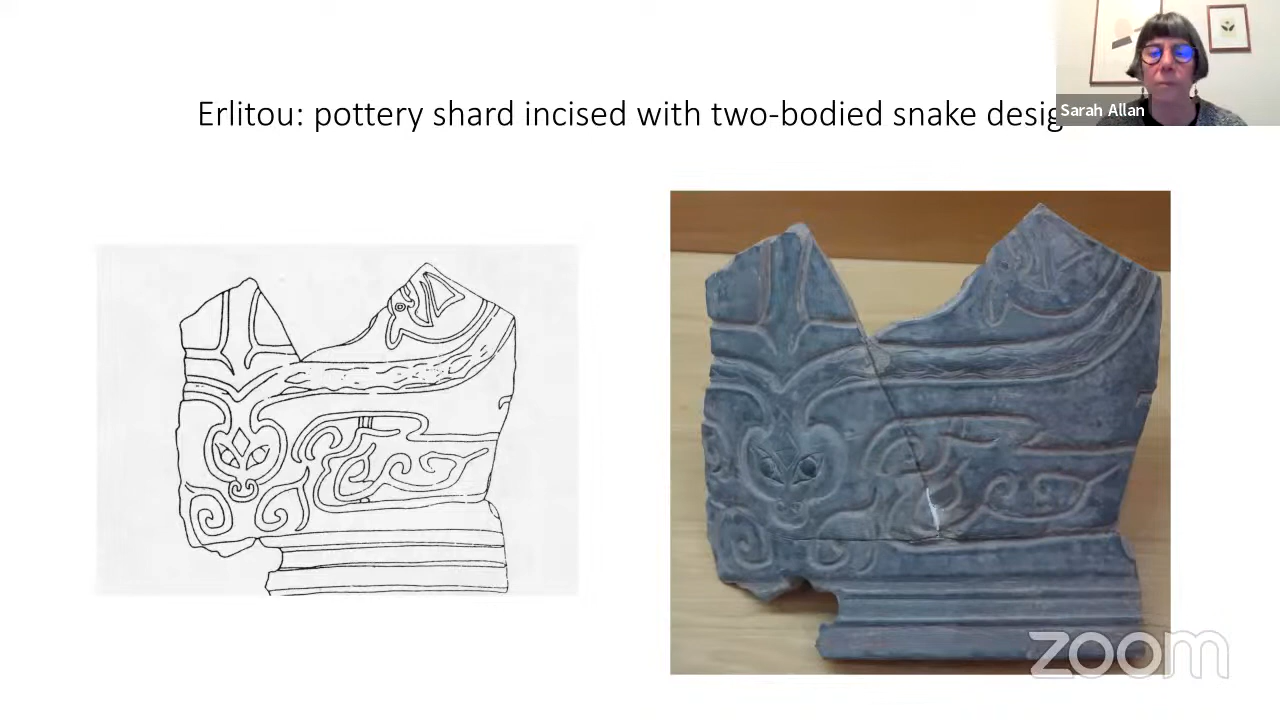 Erlitou: pottery shard incised with two-bodied snake desig
Sarah Allan
zoom